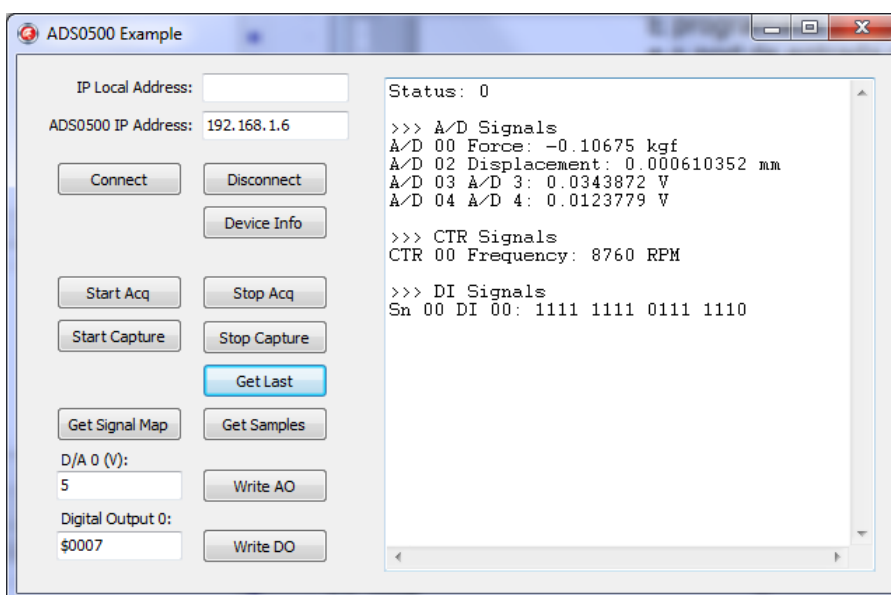 ADS0500 Example
IP Local Address:
ADS0500 IP Address: 192.168.1.6
Connect Disconnect
Device Info
Start Acq Stop Acq
Start Capture Stop Capture
Get Last
Get Signal Map Get Samples
D/A 0 (V):
5 Write AO
Digital Output 0:
$0007 Write DO
Status: 0
>>> A/D Signals
A/D 00 Force: -0.10675 kgf
A/D 02 Displacement: 0.000610352 mm
A/D 03 A/D 3: 0.0343872 V
A/D 04 A/D 4: 0.0123779 V
>>> CTR Signals
CTR 00 Frequency: 8760 RPM
>>> DI Signals
Sn 00 DI 00: 1111 1111 0111 1110